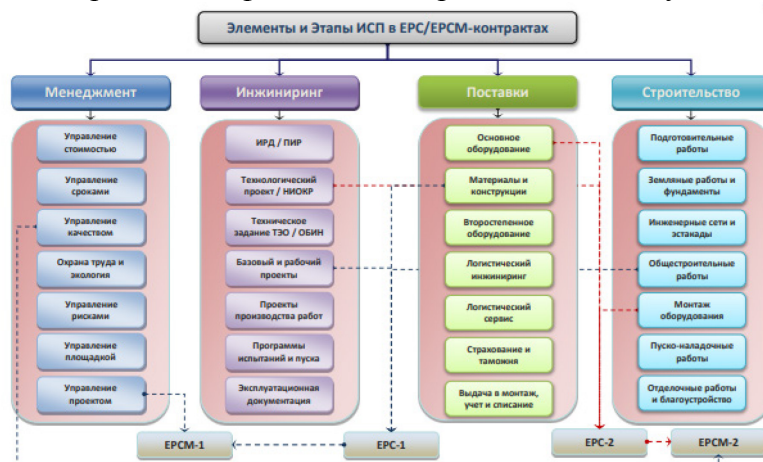 Элементы и Этапы ИСП в EPC/EPCM-контрактах
Менеджмент
Инжиниринг
Поставки
Строительство
Управление
стоимостью
Управление
сроками
Управление
качеством
Охрана труда и
экология
Управление
рисками
Управление
площадкой
Управление
проектом
ИРД / ПИР
Технологический
проект / НИОКР
Техническое
задание ТЭО / ОБИН
Базовый и рабочий
проекты
Проекты
производства работ
Программы
испытаний и пуска
Эксплуатационная
документация
Основное
оборудование
Материалы и
конструкции
Второстепенное
оборудование
Логистический
инжиниринг
Логистический
сервис
Страхование и
таможня
Выдача в монтаж,
учет и списание
Подготовительные
работы
Земляные работы и
фундаменты
Инженерные сети и
эстакады
Общестроительные
работы
Монтаж
оборудования
Пуско-наладочные
работы
Отделочные работы
и благоустройство
EPCM-1
EPC-1
EPC-2
EPCM-2